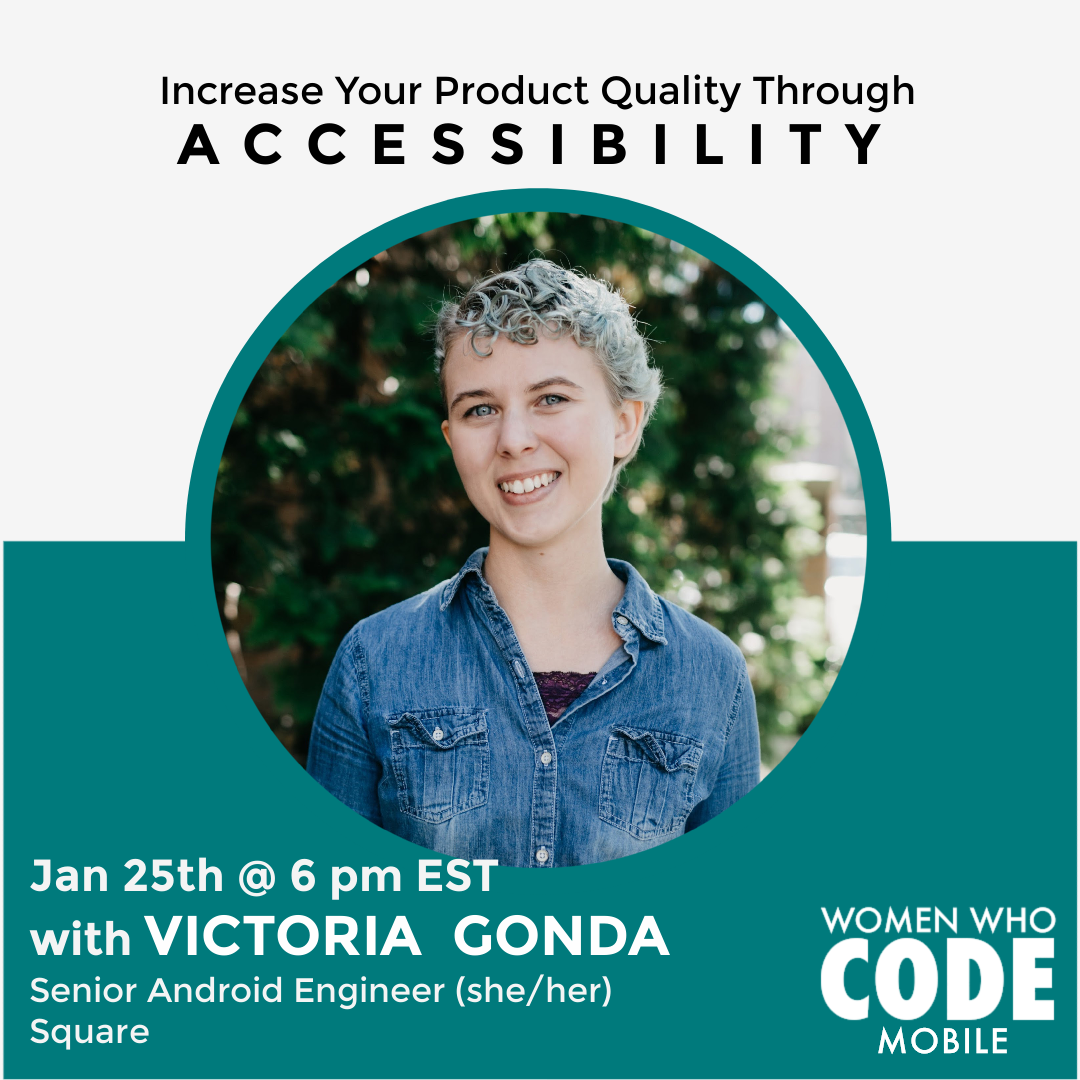 Increase Your Product Quality Through
ACCESSIBILITY
Jan 25th @ 6 pm EST
with VICTORIA GONDA
Senior Android Engineer (she/her)
Square
WOMEN WHO
CODE
MOBILE